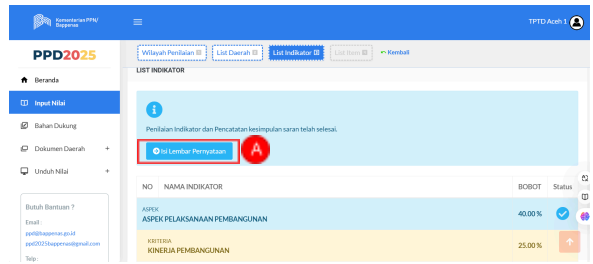 Kementerian PPN/
Bappenas
TPTD Aceh 1
PPD2025
Wilayah Penilaian
List Daerah
List Indikator
List Item
Kembali
LIST INDIKATOR
Beranda
Input Nilai
Bahan Dukung
Dokumen Daerah +
Unduh Nilai +
Penilaian Indikator dan Pencatatan kesimpulan saran telah selesai.
Isi Lembar Pernyataan
A
NO NAMA INDIKATOR BOBOT Status
ASPEK
ASPEK PELAKSANAAN PEMBANGUNAN 40.00 %
KRITERIA
KINERJA PEMBANGUNAN 25.00 %
Butuh Bantuan ?
Email :
ppd@bappenas.go.id
ppd2025bappenas@gmail.com
Telp :